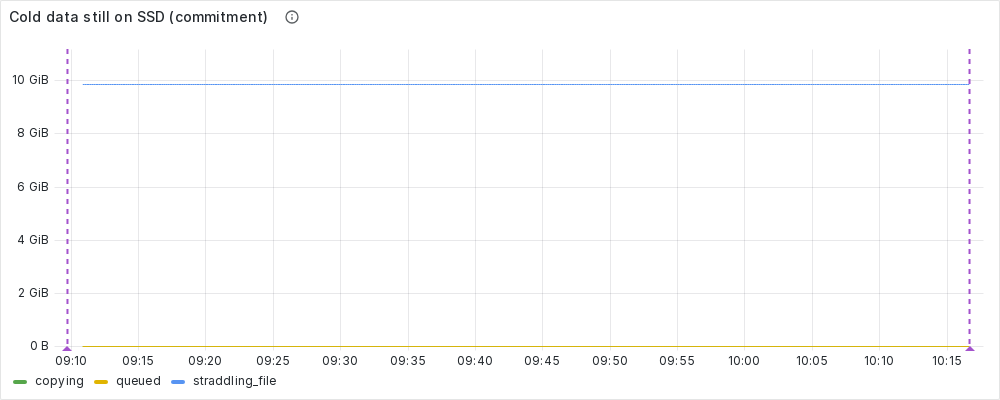 Cold data still on SSD (commitment)
10 GiB
8 GiB
6 GiB
4 GiB
2 GiB
0 B
09:10 09:15 09:20 09:25 09:30 09:35 09:40 09:45 09:50 09:55 10:00 10:05 10:10 10:15
copying queued straddling_file